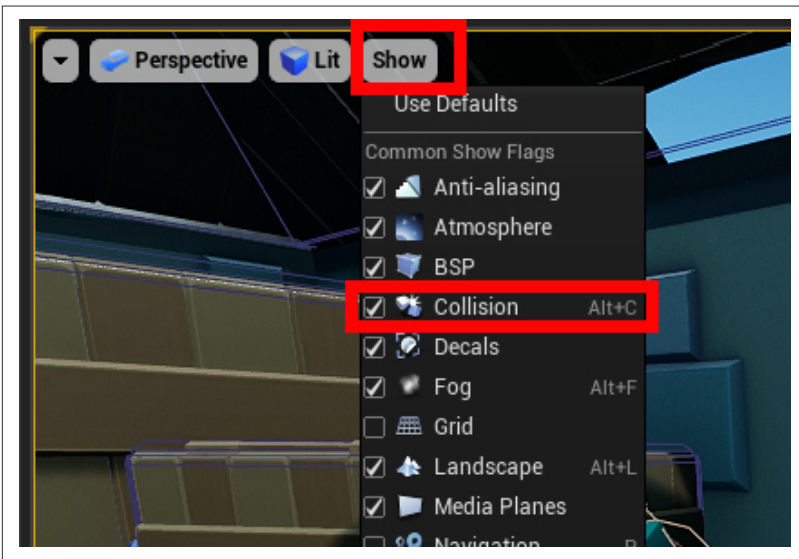 Perspective Lit Show
Use Defaults
Common Show Flags
Anti-aliasing
Atmosphere
BSP
Collision Alt+C
Decals
Fog Alt+F
Grid
Landscape Alt+L
Media Planes
Navigation P